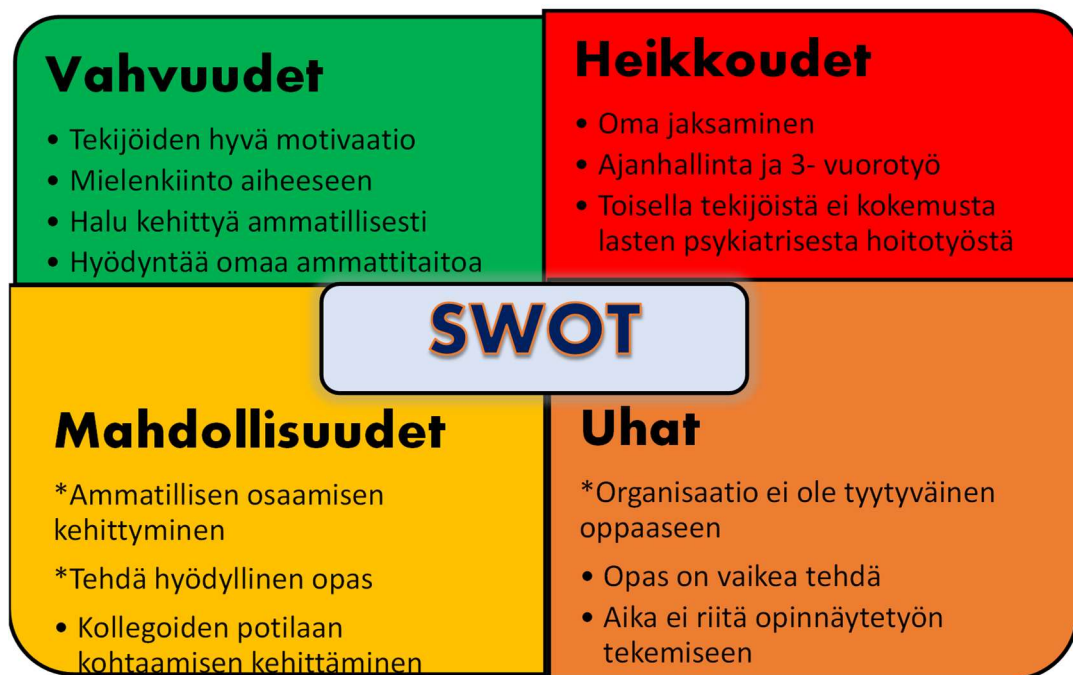 Vahvuudet
• Tekijöiden hyvä motivaatio
• Mielenkiinto aiheeseen
• Halu kehittyä ammatillisesti
• Hyödyntää omaa ammattitaitoa
Heikkoudet
• Oma jaksaminen
• Ajanhallinta ja 3- vuorotyö
• Toisella tekijöistä ei kokemusta
lasten psykiatrisesta hoitotyöstä
SWOT
Mahdollisuudet
*Ammatillisen osaamisen
kehittyminen
*Tehdä hyödyllinen opas
• Kollegoiden potilaan
kohtaamisen kehittäminen
Uhat
*Organisaatio ei ole tyytyväinen
oppaaseen
• Opas on vaikea tehdä
• Aika ei riitä opinnäytetyön
tekemiseen